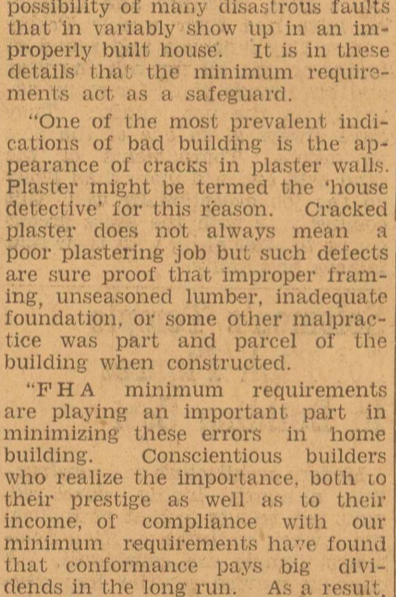 possibility of many disastrous faults
that in variably show up in an im-
properly built house. It is in these
details that the minimum require-
ments act as a safeguard.
"One of the most prevalent indi-
cations of bad building is the ap-
pearance of cracks in plaster walls.
Plaster might be termed the 'house
detective' for this reason. Cracked
plaster does not always mean a
poor plastering job but such defects
are sure proof that improper fram-
ing, unseasoned lumber, inadequate
foundation, or some other malprac-
tice was part and parcel of the
building when constructed.
"F H A minimum requirements
are playing an important part in
minimizing these errors in home
building. Conscientious builders
who realize the importance, both to
their prestige as well as to their
income, of compliance with our
minimum requirements have found
that conformance pays big divi-
dends in the long run. As a result,